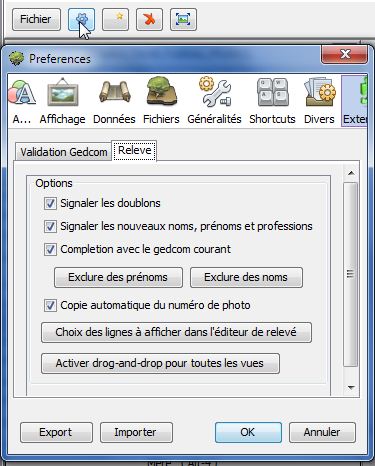 Fichier
Preferences
A... Affichage Données Fichiers Généralités Shortcuts Divers Exter
Validation Gedcom Releve
Options
Signaler les doublons
Signaler les nouveaux noms, prénoms et professions
Completion avec le gedcom courant
Exclure des prénoms Exclure des noms
Copie automatique du numéro de photo
Choix des lignes à afficher dans l'éditeur de relevé
Activer drog-and-drop pour toutes les vues
Export Importer OK Annuler
Mère Alt-4